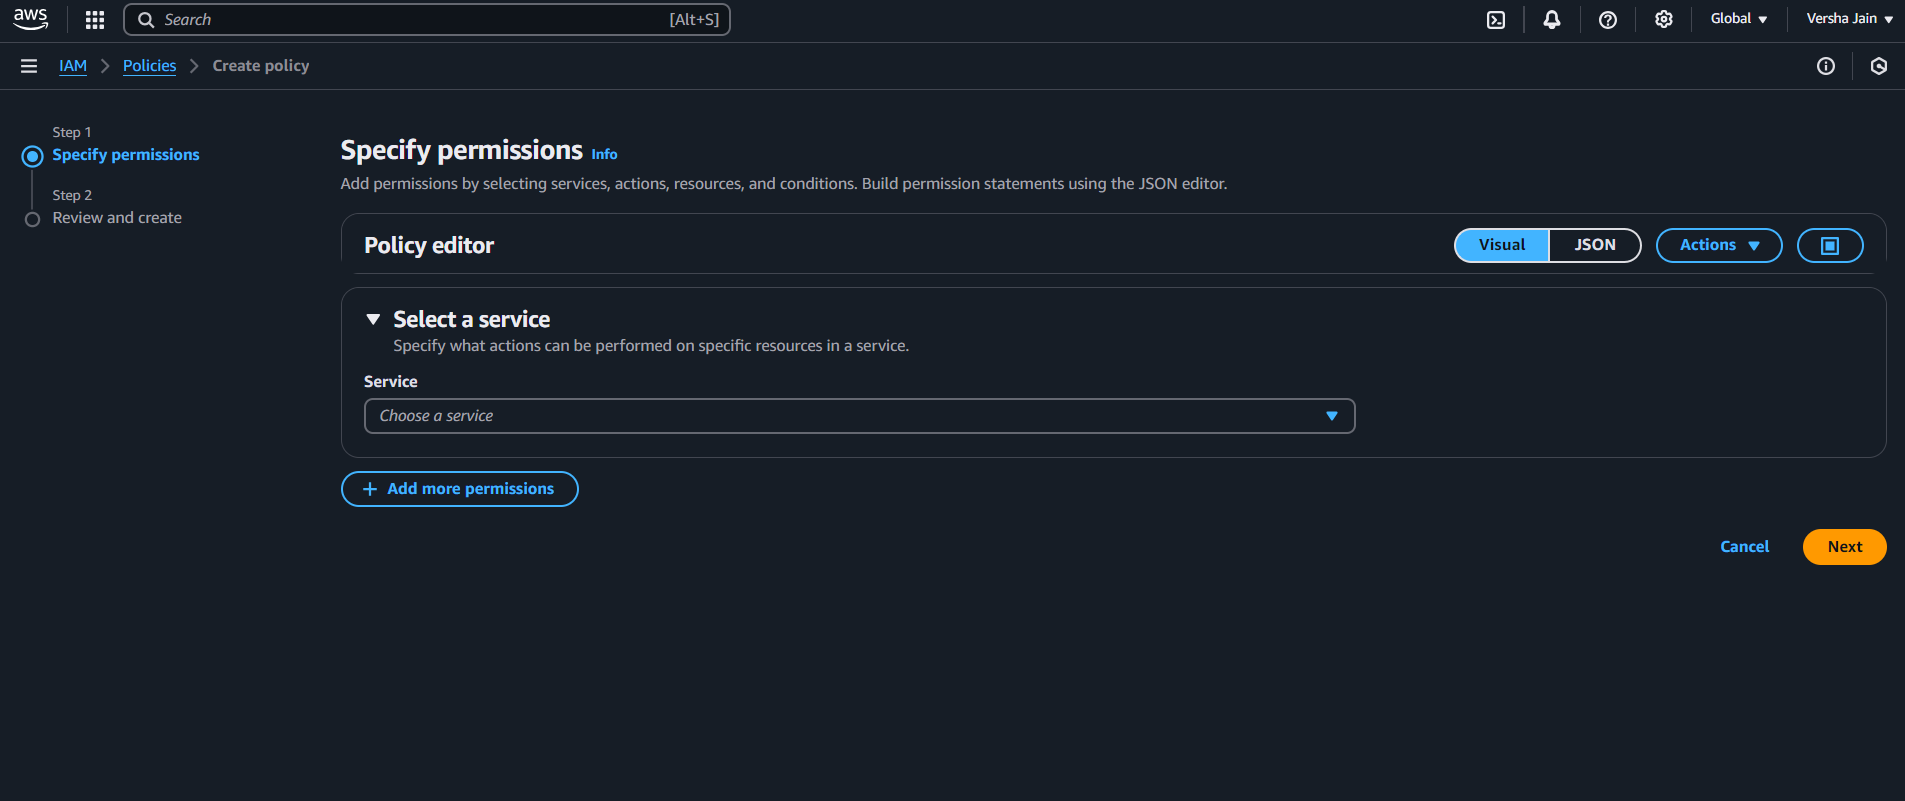 aws
Search [Alt+S]
Global
Versha Jain
IAM
Policies
Create policy
Step 1
Specify permissions
Step 2
Review and create
Specify permissions Info
Add permissions by selecting services, actions, resources, and conditions. Build permission statements using the JSON editor.
Policy editor
Visual
JSON
Actions
Select a service
Specify what actions can be performed on specific resources in a service.
Service
Choose a service
+ Add more permissions
Cancel
Next